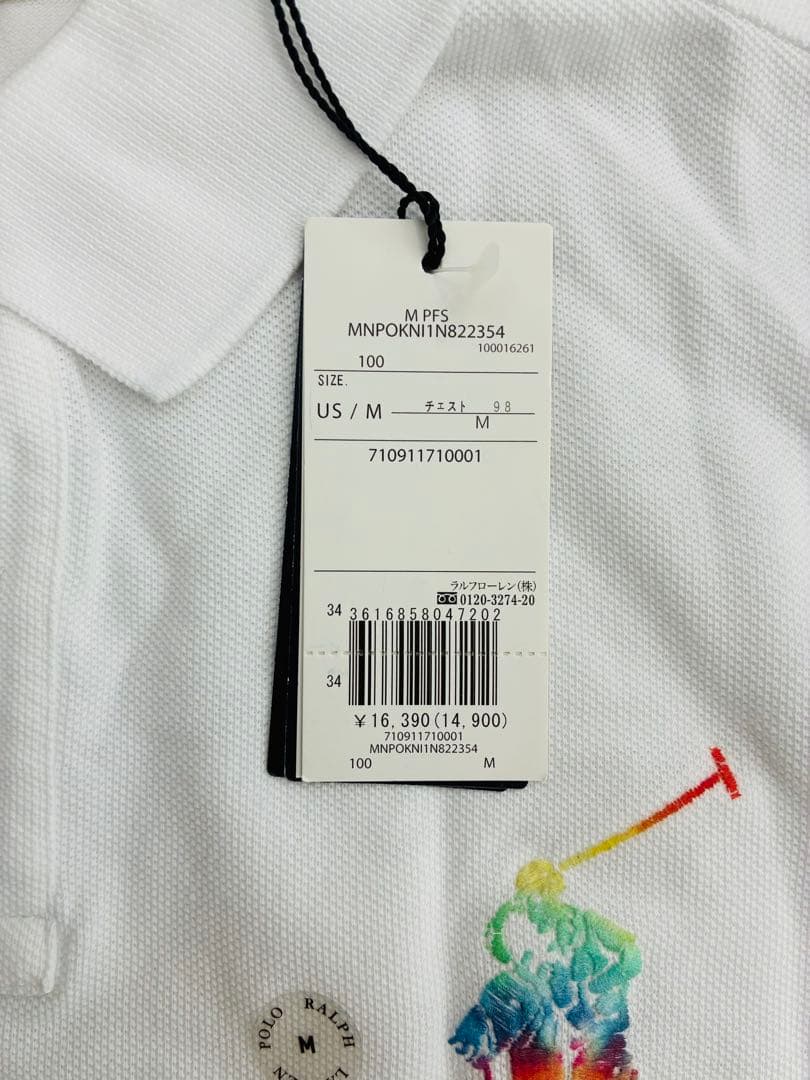 M PFS
MNPOKNI1N822354
100016261
100
SIZE.
US / M
チェスト 98
M
710911710001
ラルフローレン(株)
0120-3274-20
34 3616858047202
34
¥ 16,390(14,900)
710911710001
MNPOKNI1N822354
100 M
POLO RALPH
M